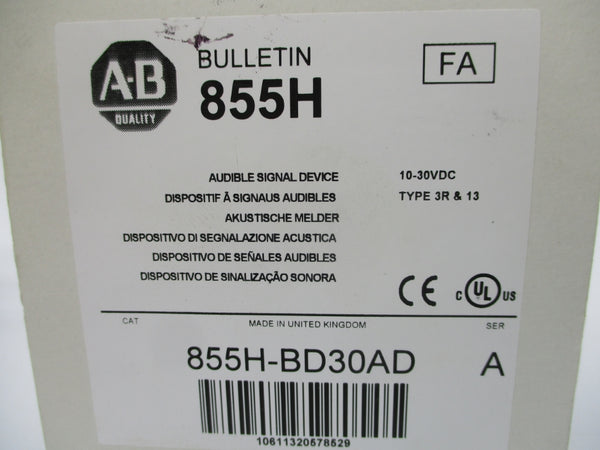 A-B
QUALITY
BULLETIN
855H
FA
AUDIBLE SIGNAL DEVICE
10-30VDC
DISPOSITIF À SIGNAUS AUDIBLES
TYPE 3R & 13
AKUSTISCHE MELDER
DISPOSITIVO DI SEGNALAZIONE ACUSTICA
DISPOSITIVO DE SEÑALES AUDIBLES
DISPOSITIVO DE SINALIZAÇÃO SONORA
CE
C UL US
CAT
MADE IN UNITED KINGDOM
SER
855H-BD30AD
A
10611320578529